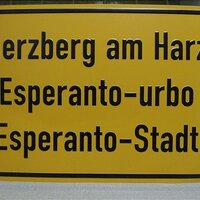 erzberg am Harz
Esperanto-urbo
Esperanto-Stadt